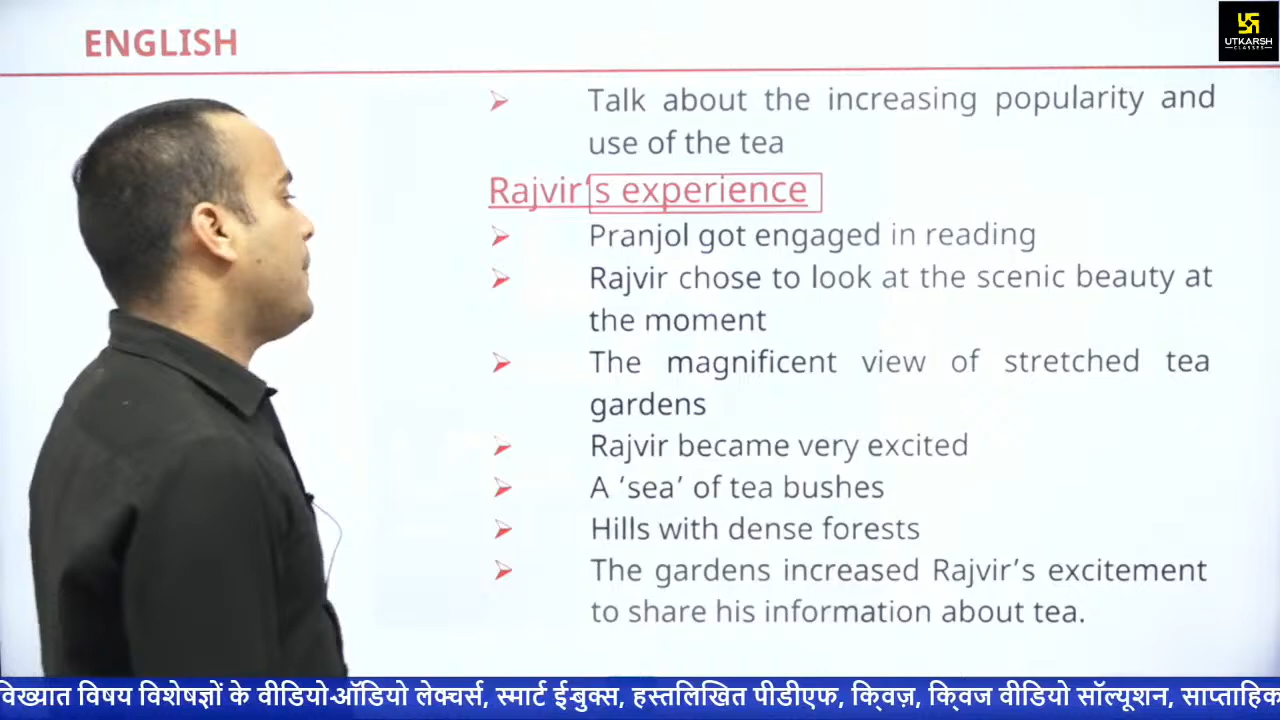 ENGLISH
UTKARSH
CLASSES
➢ Talk about the increasing popularity and
use of the tea
Rajvir's experience
➢ Pranjol got engaged in reading
➢ Rajvir chose to look at the scenic beauty at
the moment
➢ The magnificent view of stretched tea
gardens
➢ Rajvir became very excited
➢ A ‘sea’ of tea bushes
➢ Hills with dense forests
➢ The gardens increased Rajvir’s excitement
to share his information about tea.
विख्यात विषय विशेषज्ञों के वीडियो-ऑडियो लेक्चर्स, स्मार्ट ई-बुक्स, हस्तलिखित पीडीएफ, क्विज़, क्विज वीडियो सॉल्यूशन, साप्ताहिक